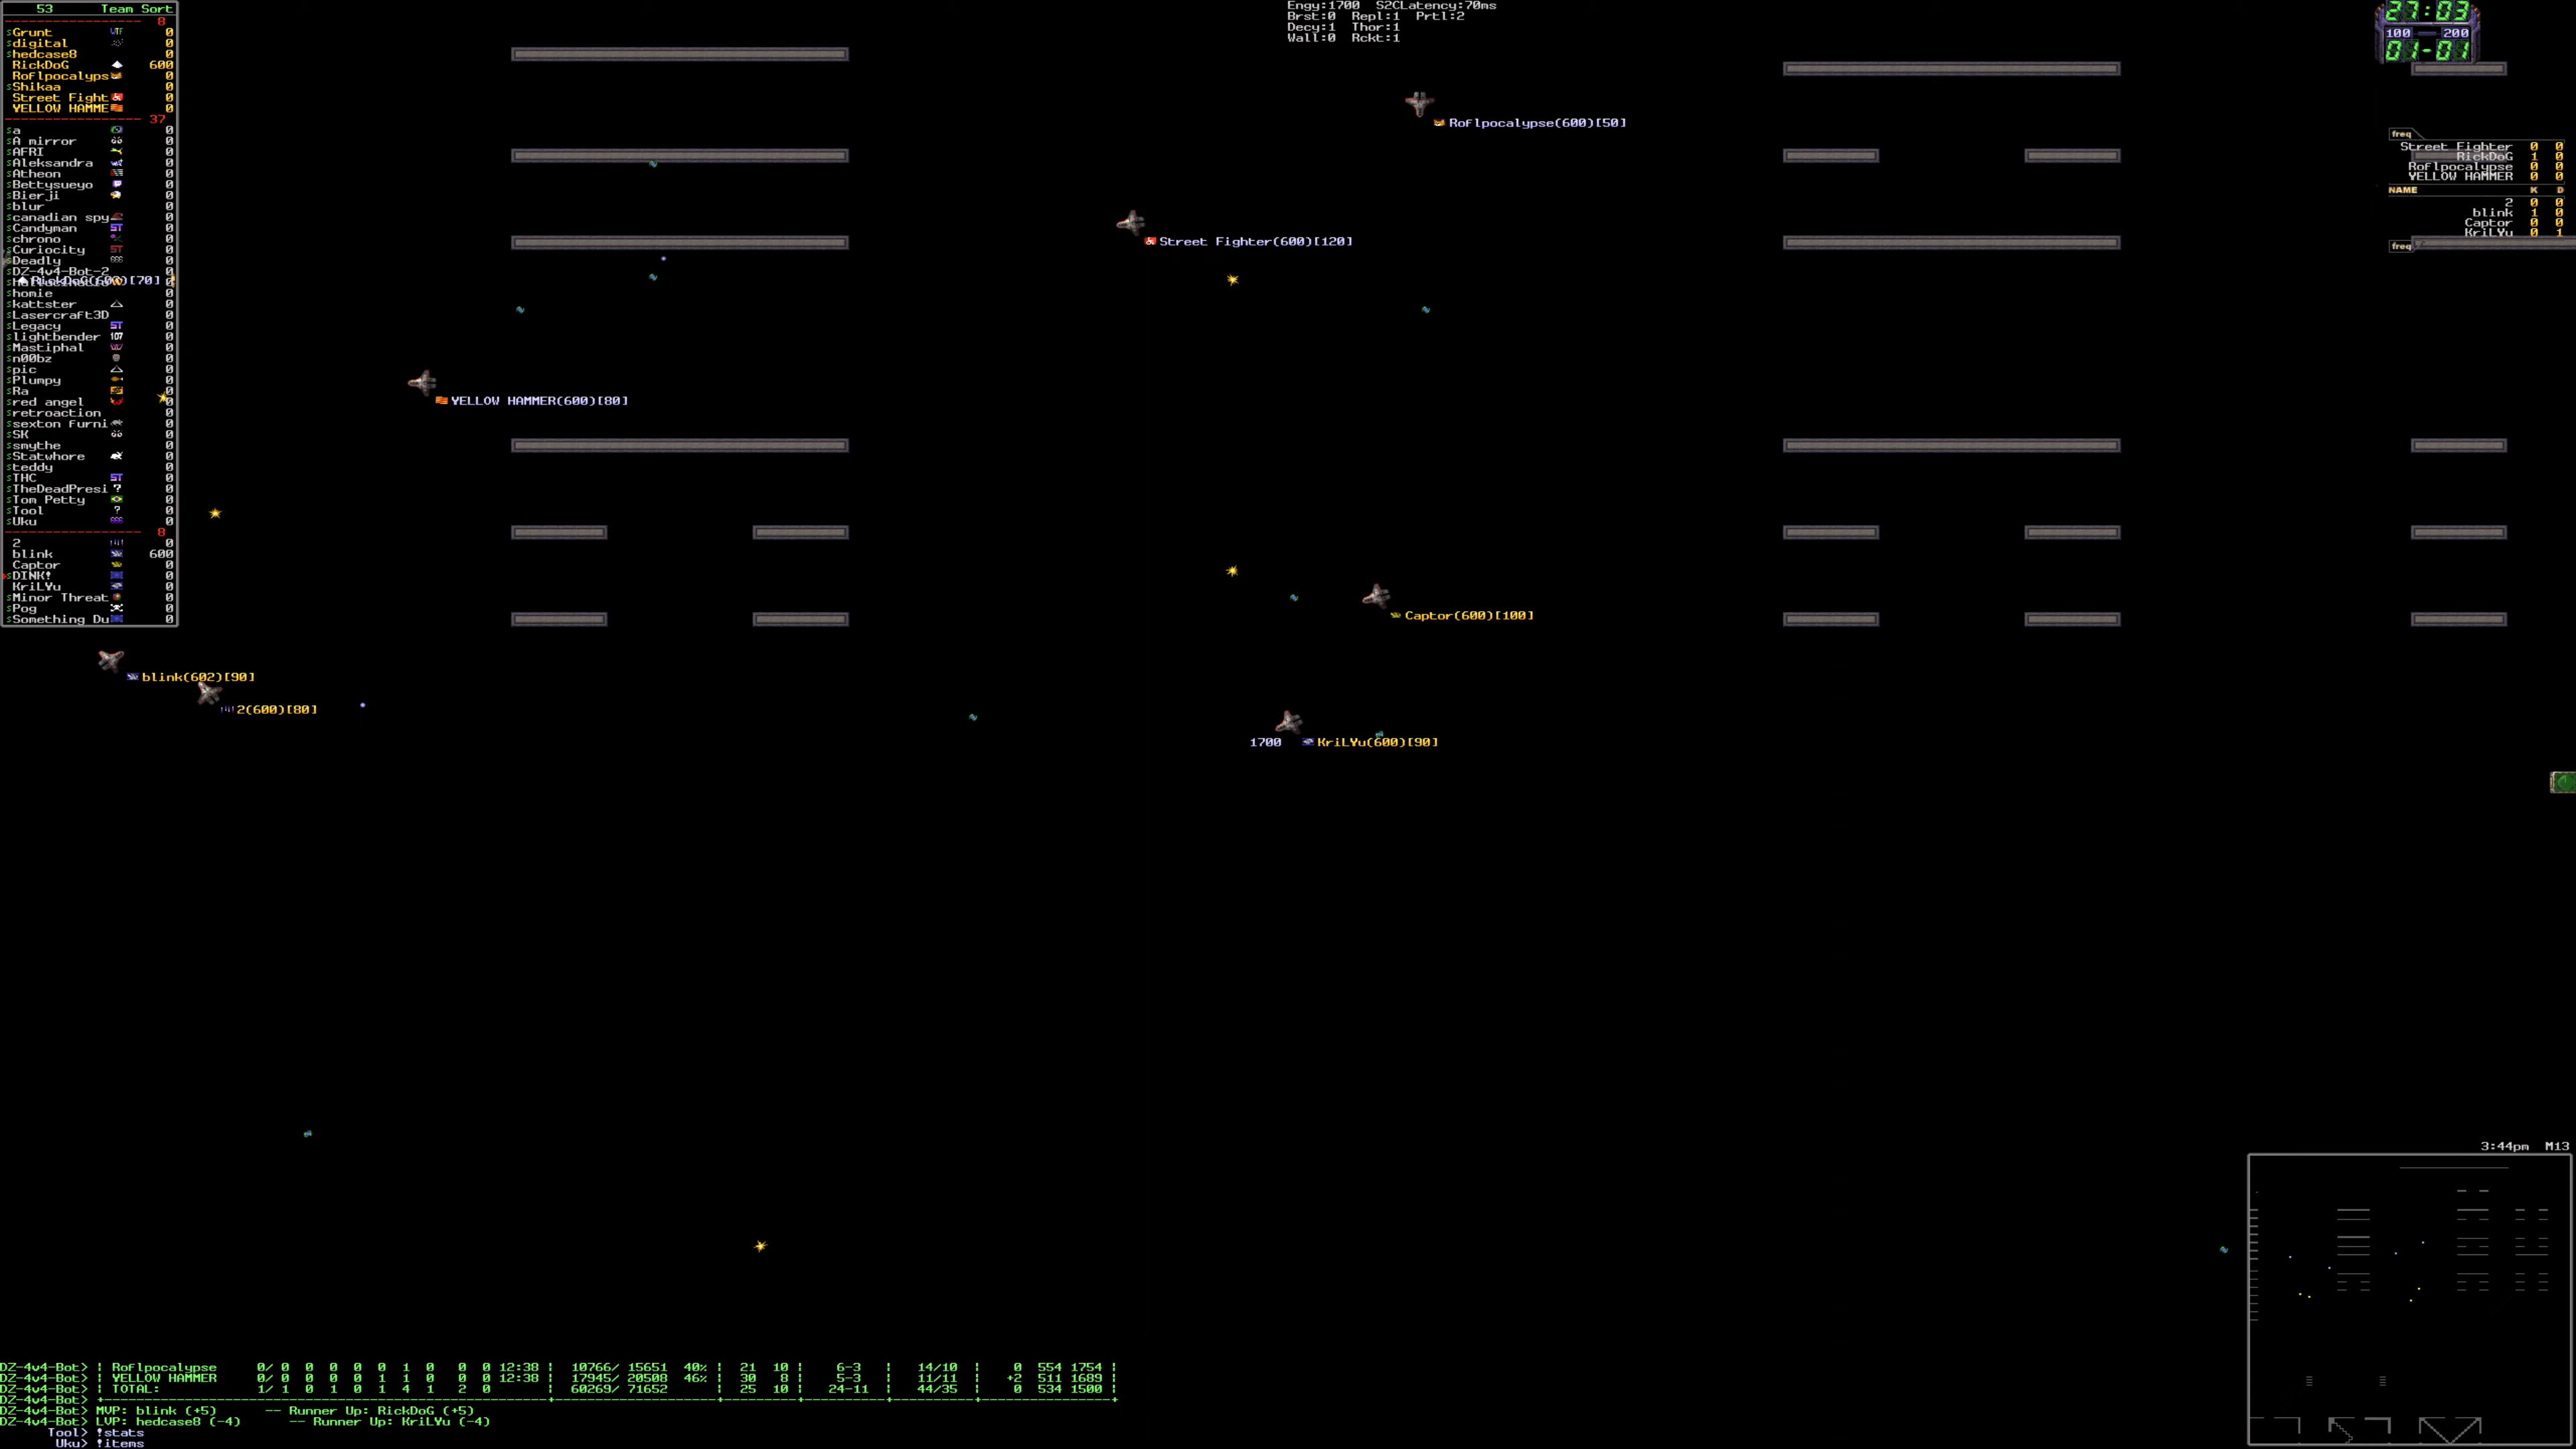 53 Team Sort
8
$Grunt WTF 0
$digital 0
$hedcase8 0
RickDoG 600
Roflpocalyps 0
$Shikaa 0
Street Fight 0
YELLOW HAMME 0
37
$a 0
$A mirror 0
$AFRI 0
$Aleksandra 0
$Atheon 0
$Bettysueyo 0
$Bierji 0
$blur 0
$canadian spy 0
$Candyman ST 0
$chrono 0
$Curiocity ST 0
$Deadly 0
$DZ-4v4-Bot-2 0
RickDoG(600)[70]
$homie 0
$kattster 0
$Lasercraft3D 0
$Legacy ST 0
$lightbender 107 0
$Mastiphal 0
$n00bz 0
$pic 0
$Plumpy 0
$Ra 0
$red angel 0
$retroaction 0
$sexton furni 0
$SK 0
$smythe 0
$Statwhore 0
$teddy 0
$THC ST 0
$TheDeadPresi ? 0
$Tom Petty 0
$Tool ? 0
$Uku 0
8
2 0
blink 600
Captor 0
$DINK! 0
KriLYu 0
$Minor Threat 0
$Pog 0
$Something Du 0
Engy:1700 S2CLatency:70ms
Brst:0 Repl:1 Prtl:2
Decy:1 Thor:1
Wall:0 Rckt:1
27:03
100 200
01-01
freq
Street Fighter 0 0
RickDoG 1 0
Roflpocalypse 0 0
YELLOW HAMMER 0 0
NAME K D
2 0 0
blink 1 0
Captor 0 0
KriLYu 0 1
freq
Roflpocalypse(600)[50]
Street Fighter(600)[120]
YELLOW HAMMER(600)[80]
Captor(600)[100]
blink(602)[90]
2(600)[80]
1700 KriLYu(600)[90]
3:44pm M13
DZ-4v4-Bot> | Roflpocalypse 0/ 0 0 0 0 0 1 0 0 0 12:38 | 10766/ 15651 40% | 21 10 | 6-3 | 14/10 | 0 554 1754 |
DZ-4v4-Bot> | YELLOW HAMMER 0/ 0 0 0 0 1 1 0 0 0 12:38 | 17945/ 20508 46% | 30 8 | 5-3 | 11/11 | +2 511 1689 |
DZ-4v4-Bot> | TOTAL: 1/ 1 0 1 0 1 4 1 2 0 | 60269/ 71652 | 25 10 | 24-11 | 44/35 | 0 534 1500 |
DZ-4v4-Bot>
DZ-4v4-Bot> MVP: blink (+5) -- Runner Up: RickDoG (+5)
DZ-4v4-Bot> LVP: hedcase8 (-4) -- Runner Up: KriLYu (-4)
Tool> !stats
Uku> !items